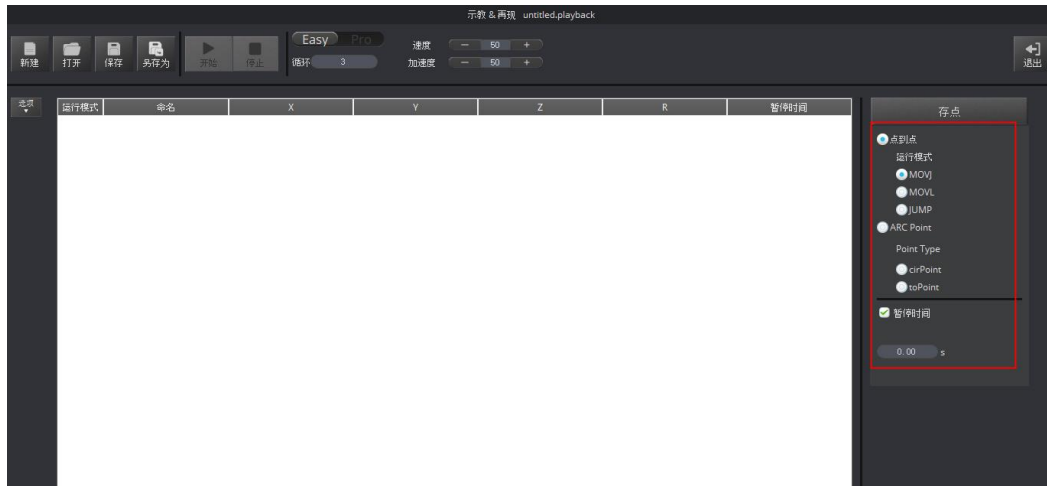 示教 & 再现 untitled.playback
新建 打开 保存 另存为 开始 停止
Easy Pro
循环 3
速度 － 50 ＋
加速度 － 50 ＋
退出
选项
运行模式 命名 X Y Z R 暂停时间
存点
点到点
运行模式
MOVJ
MOVL
JUMP
ARC Point
Point Type
cirPoint
toPoint
暂停时间
0.00 s